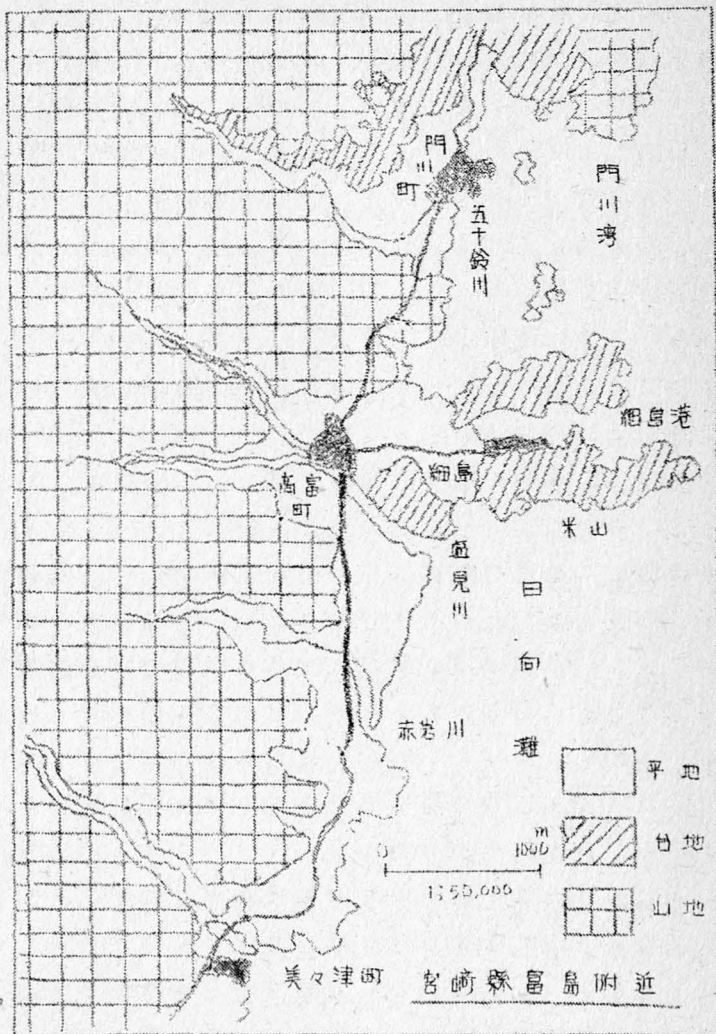 門川町
門川湾
五十鈴川
細島港
細島
高富町
米山
塩見川
日向灘
赤岩川
平地
台地
山地
0
m
1000
1;50,000
美々津町
宮崎縣富島附近